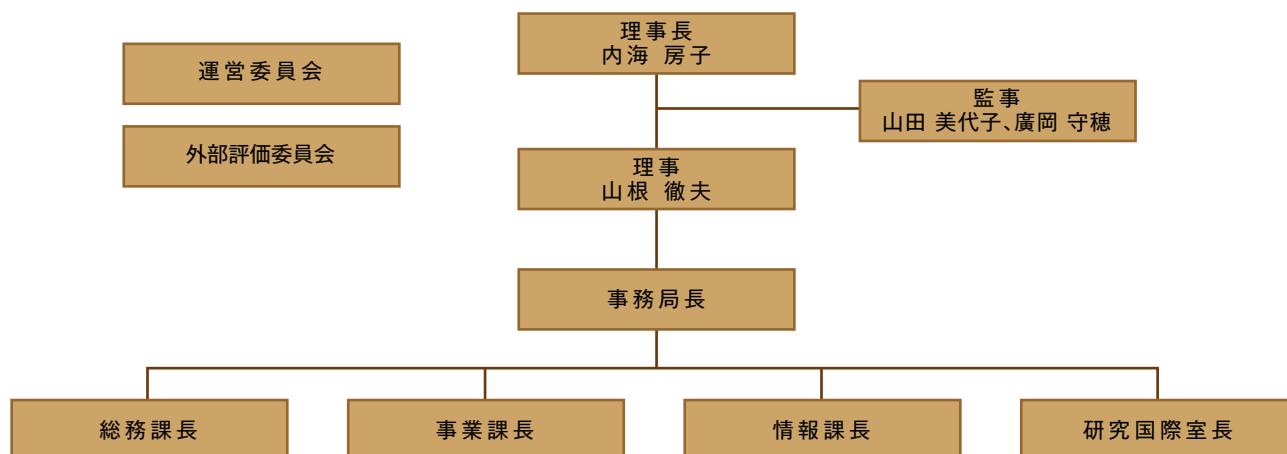 理事長
内海 房子
運営委員会
監事
山田 美代子、廣岡 守穂
外部評価委員会
理事
山根 徹夫
事務局長
総務課長
事業課長
情報課長
研究国際室長